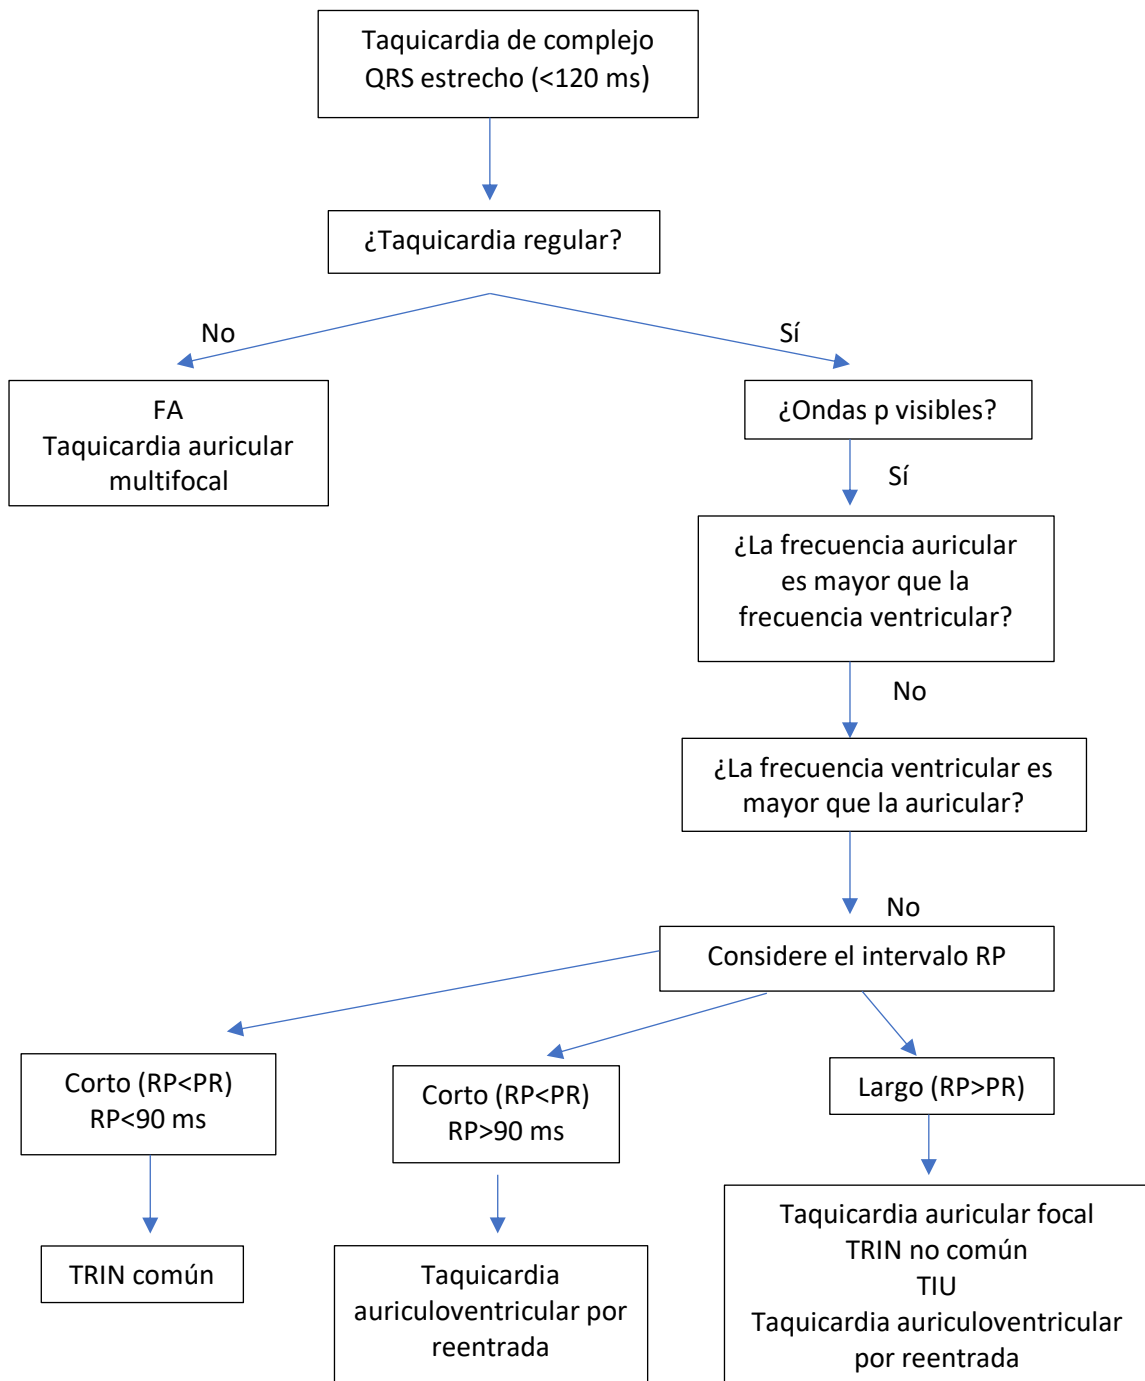 Taquicardia de complejo
QRS estrecho (<120 ms)
¿Taquicardia regular?
No
Sí
FA
Taquicardia auricular
multifocal
¿Ondas p visibles?
Sí
¿La frecuencia auricular
es mayor que la
frecuencia ventricular?
No
¿La frecuencia ventricular es
mayor que la auricular?
No
Considere el intervalo RP
Corto (RP<PR)
RP<90 ms
Corto (RP<PR)
RP>90 ms
Largo (RP>PR)
TRIN común
Taquicardia
auriculoventricular por
reentrada
Taquicardia auricular focal
TRIN no común
TIU
Taquicardia auriculoventricular
por reentrada